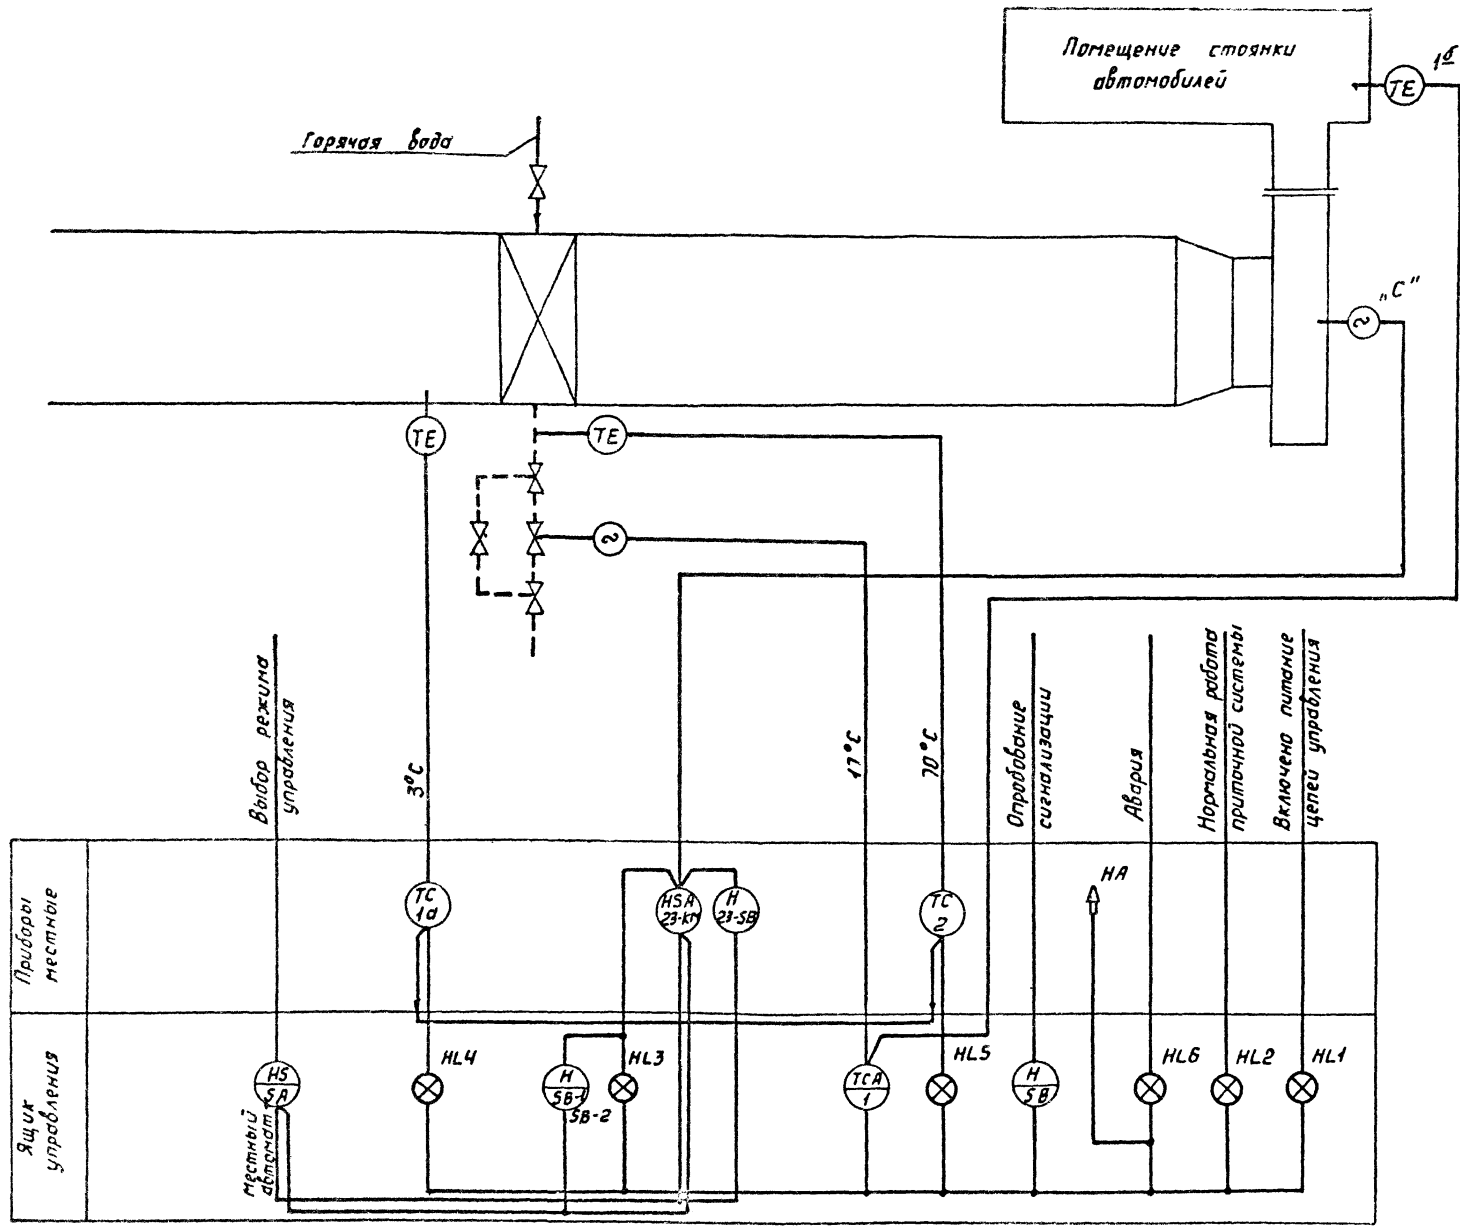 Помещение стоянки
автомобилей
TE
1б
Горячая вода
„С"
TE
TE
Выбор режима
управления
3°С
17°С
70°С
Опробование
сигнализации
Авария
Нормальная работа
приточной системы
Включено питание
цепей управления
Приборы
местные
TC
1а
HSA
23-КМ
H
23-SB
TC
2
HA
Ящик
управления
HS
SA
местный
автомат
HL4
H
SB-1
SB-2
HL3
TCA
1
HL5
H
SB
HL6
HL2
HL1